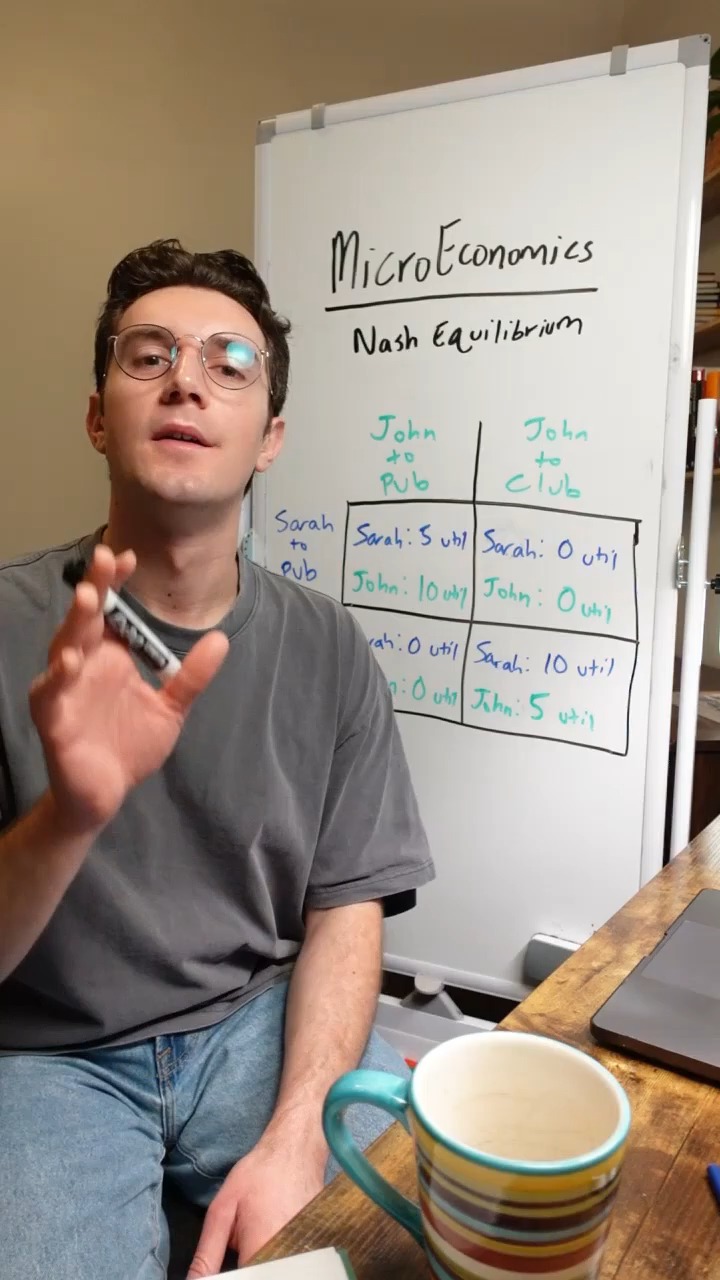 MicroEconomics
Nash Equilibrium
John to Pub
John to Club
Sarah to Pub
Sarah: 5 util
John: 10 util
Sarah: 0 util
John: 0 util
rah: 0 util
n: 0 util
Sarah: 10 util
John: 5 util